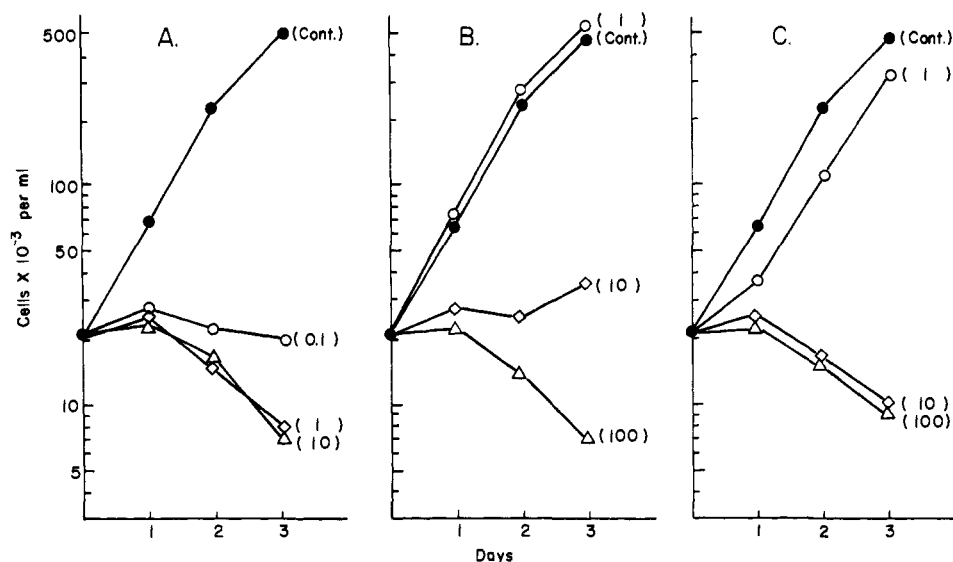 A.
B.
C.
500
100
50
10
5
Cells X 10⁻³ per ml
(Cont.)
(0.1)
(1)
(10)
(1)
(Cont.)
(10)
(100)
(Cont.)
(1)
(10)
(100)
1 2 3
1 2 3
1 2 3
Days